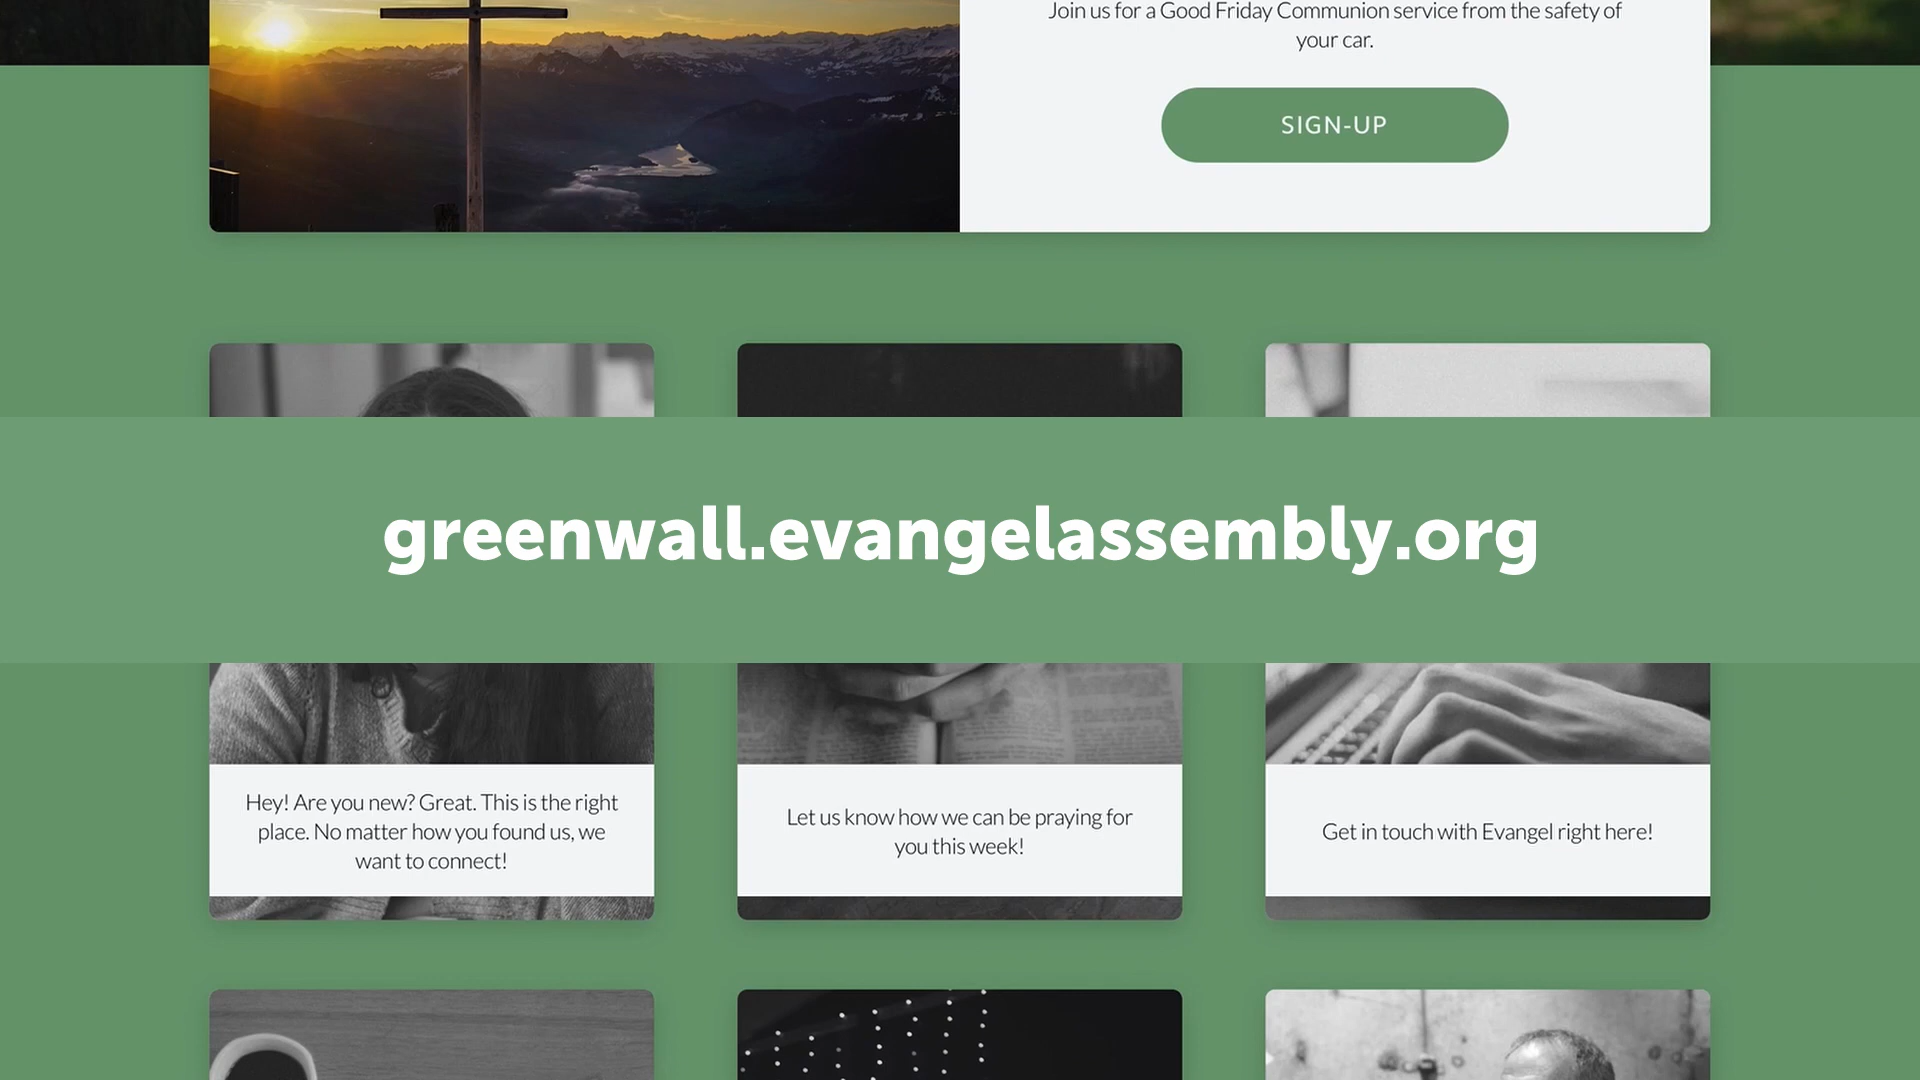 Join us for a Good Friday Communion service from the safety of
your car.
SIGN-UP
greenwall.evangelassembly.org
Hey! Are you new? Great. This is the right
place. No matter how you found us, we
want to connect!
Let us know how we can be praying for
you this week!
Get in touch with Evangel right here!